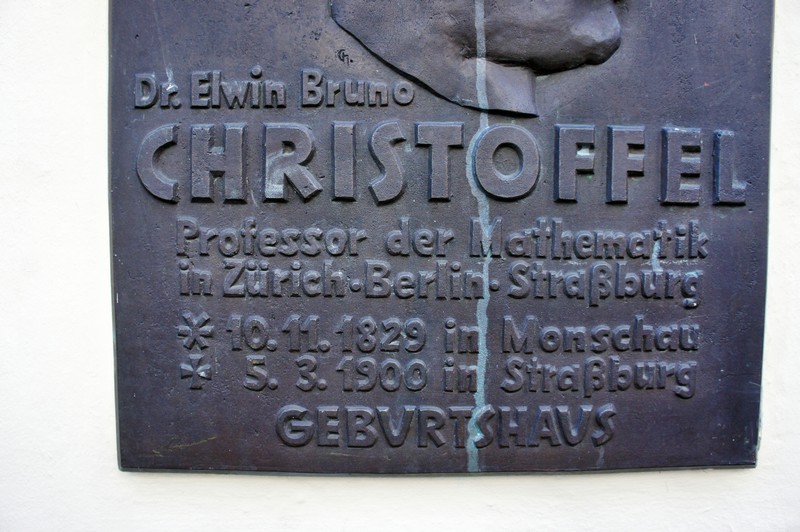 Dr. Elwin Bruno
CHRISTOFFEL
Professor der Mathematik
in Zürich · Berlin · Straßburg
* 10. 11. 1829 in Monschau
✝ 5. 3. 1900 in Straßburg
GEBVRTSHAVS